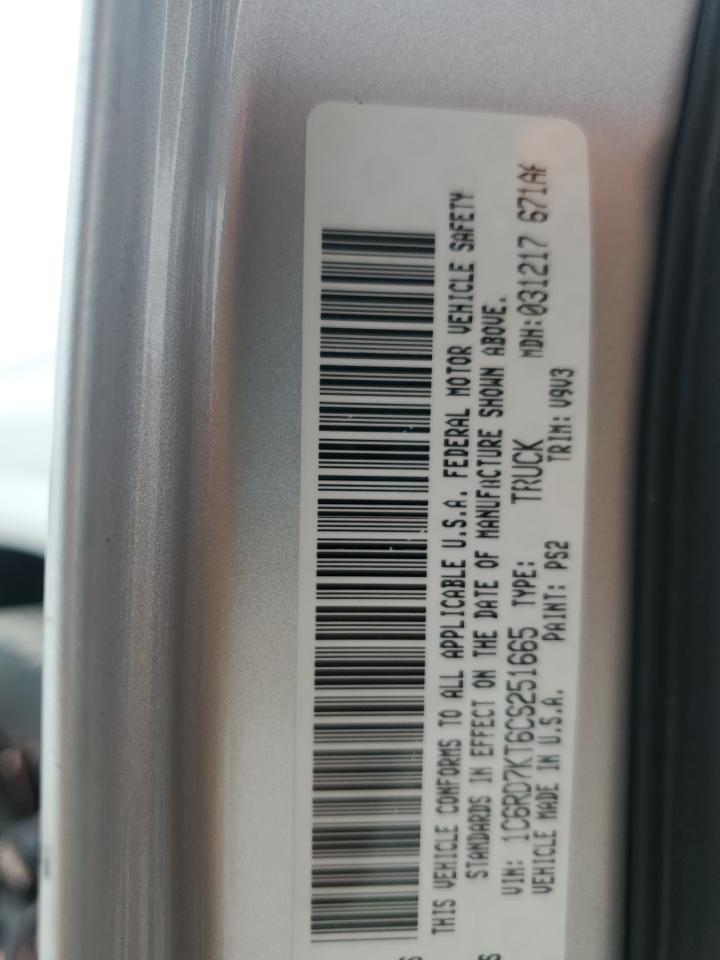 THIS VEHICLE CONFORMS TO ALL APPLICABLE U.S.A. FEDERAL MOTOR VEHICLE SAFETY
STANDARDS IN EFFECT ON THE DATE OF MANUFACTURE SHOWN ABOVE.
VIN: 1C6RD7KT6CS251665 TYPE: TRUCK MDH:031217 671AF
VEHICLE MADE IN U.S.A. PAINT: PS2 TRIM: V9V3